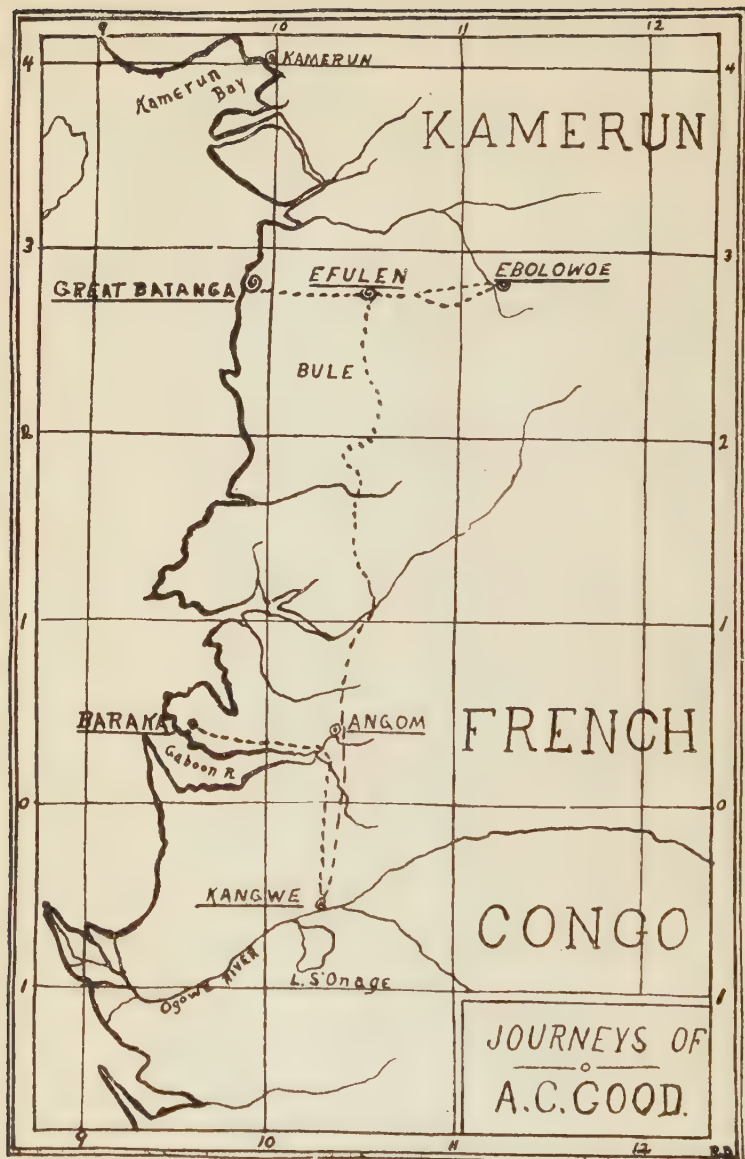 9 10 11 12
4 KAMERUN 4
Kamerun
Bay
KAMERUN
3 3
GREAT BATANGA EFULEN EBOLOWOE
BULE
2 2
1 1
BARAKA ANGOM FRENCH
Gaboon R.
0 0
KANGWE
CONGO
Ogowe RIVER L. S'Onage
1 1
JOURNEYS OF
A.C.GOOD.
9 10 11 12 R.D.